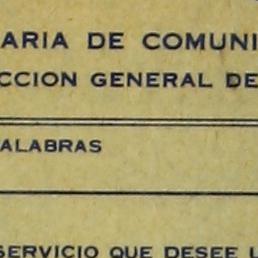 ARIA DE COMUNI
CCION GENERAL DE
ALABRAS
SERVICIO QUE DESEE U